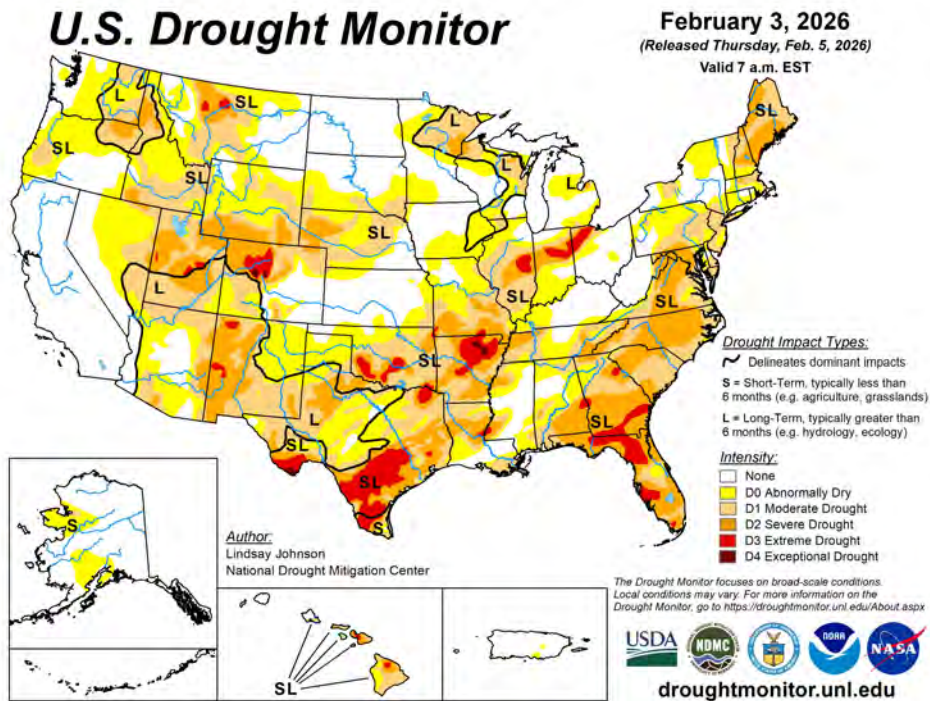 U.S. Drought Monitor
February 3, 2026
(Released Thursday, Feb. 5, 2026)
Valid 7 a.m. EST
L
SL
L
SL
SL
SL
L
L
L
SL
SL
SL
SL
L
SL
L
SL
SL
SL
S
Drought Impact Types:
Delineates dominant impacts
S = Short-Term, typically less than
6 months (e.g. agriculture, grasslands)
L = Long-Term, typically greater than
6 months (e.g. hydrology, ecology)
Intensity:
None
D0 Abnormally Dry
D1 Moderate Drought
D2 Severe Drought
D3 Extreme Drought
D4 Exceptional Drought
S
Author:
Lindsay Johnson
National Drought Mitigation Center
SL
The Drought Monitor focuses on broad-scale conditions.
Local conditions may vary. For more information on the
Drought Monitor, go to https://droughtmonitor.unl.edu/About.aspx
USDA
NDMC
NOAA
NASA
droughtmonitor.unl.edu